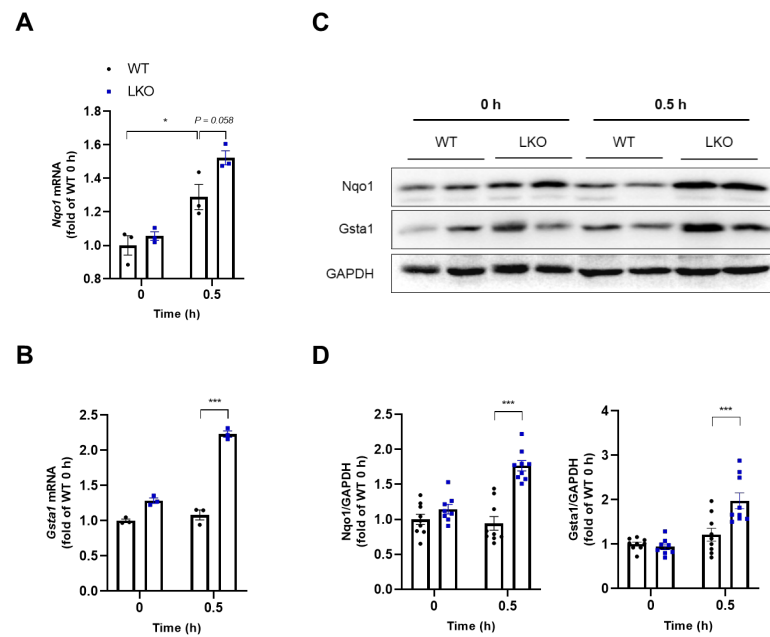 A
WT
LKO
Nqo1 mRNA
(fold of WT 0 h)
1.8
1.6
1.4
1.2
1.0
0.8
*
P = 0.058
0
0.5
Time (h)
C
0 h
0.5 h
WT
LKO
WT
LKO
Nqo1
Gsta1
GAPDH
B
Gsta1 mRNA
(fold of WT 0 h)
2.5
2.0
1.5
1.0
0.5
0.0
***
0
0.5
Time (h)
D
Nqo1/GAPDH
(fold of WT 0 h)
2.5
2.0
1.5
1.0
0.5
0.0
***
0
0.5
Time (h)
Gsta1/GAPDH
(fold of WT 0 h)
4
3
2
1
0
***
0
0.5
Time (h)